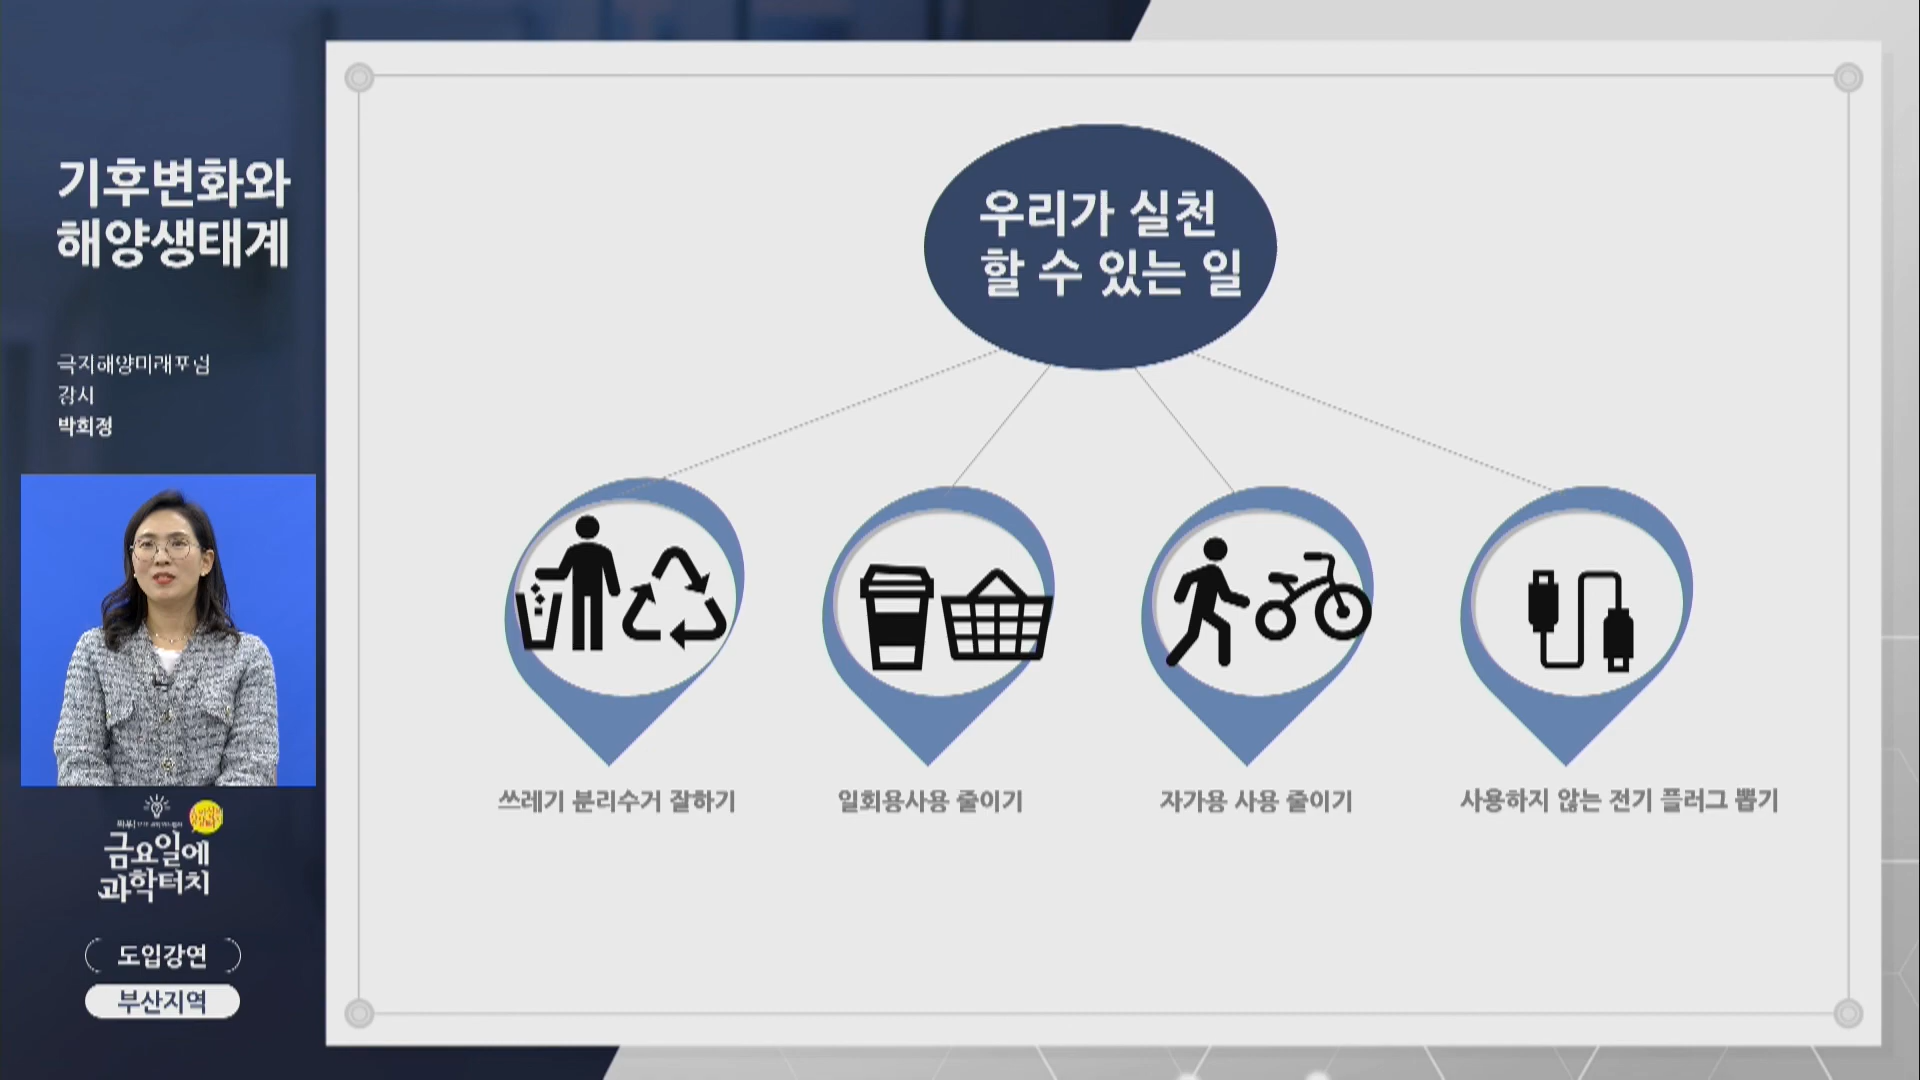 기후변화와
해양생태계
극지해양미래포럼
강사
박회정
금요일에
과학터치
도입강연
부산지역
우리가 실천
할 수 있는 일
쓰레기 분리수거 잘하기
일회용사용 줄이기
자가용 사용 줄이기
사용하지 않는 전기 플러그 뽑기